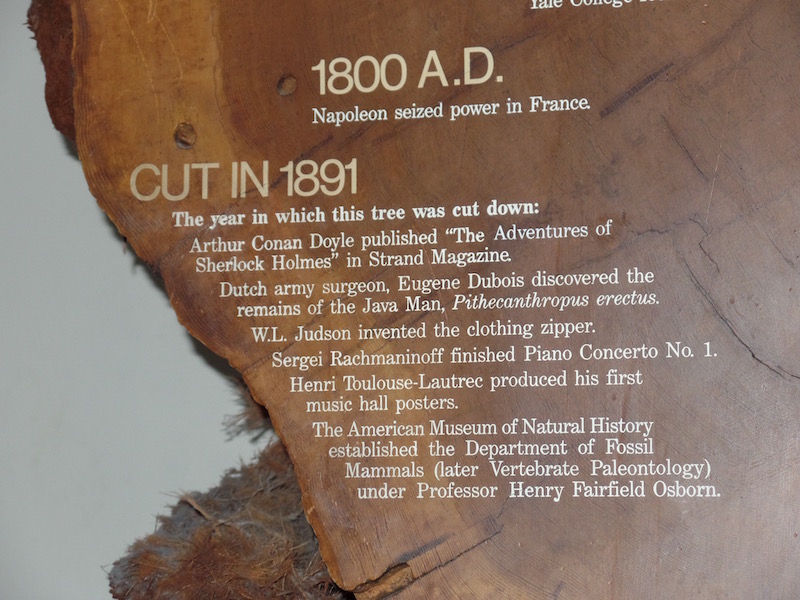 Yale College
1800 A.D.
Napoleon seized power in France.
CUT IN 1891
The year in which this tree was cut down:
Arthur Conan Doyle published “The Adventures of
Sherlock Holmes” in Strand Magazine.
Dutch army surgeon, Eugene Dubois discovered the
remains of the Java Man, Pithecanthropus erectus.
W.L. Judson invented the clothing zipper.
Sergei Rachmaninoff finished Piano Concerto No. 1.
Henri Toulouse-Lautrec produced his first
music hall posters.
The American Museum of Natural History
established the Department of Fossil
Mammals (later Vertebrate Paleontology)
under Professor Henry Fairfield Osborn.